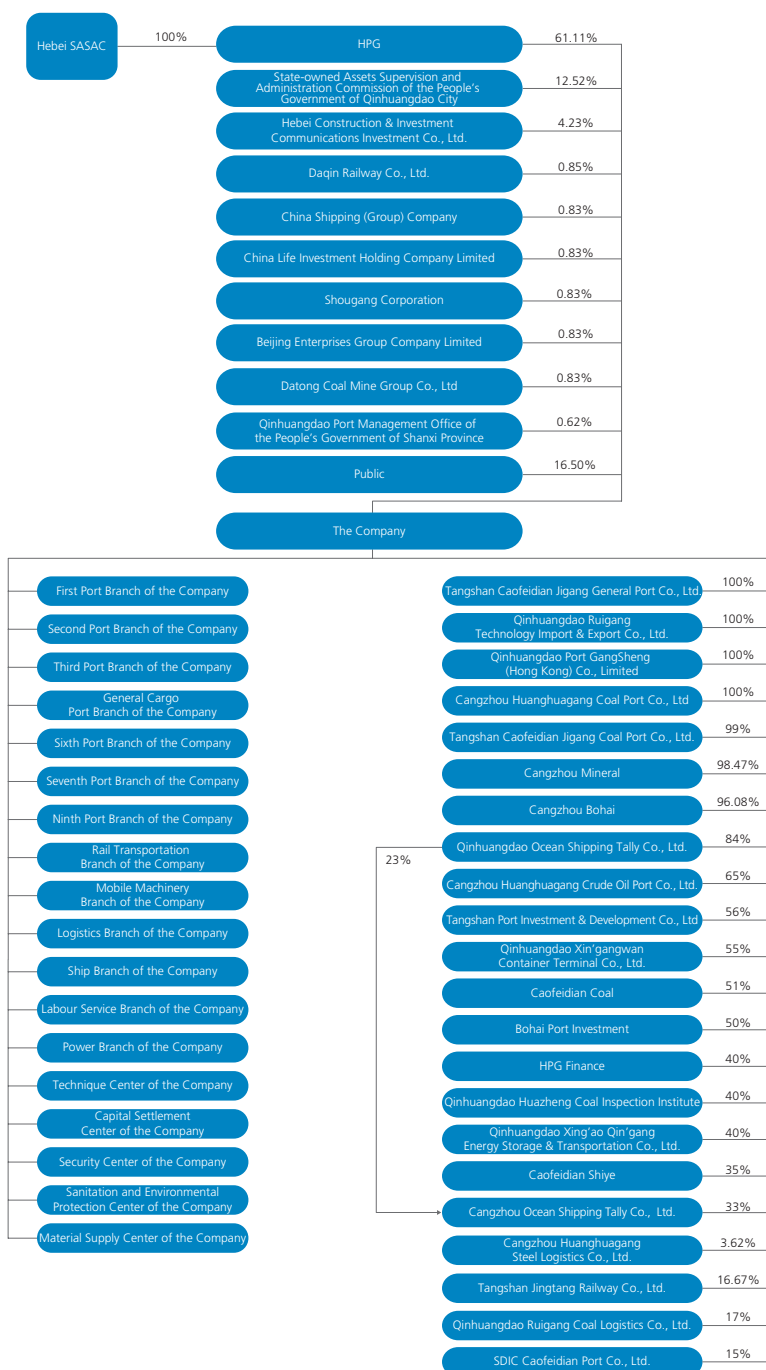 Hebei SASAC
100%
HPG
61.11%
State-owned Assets Supervision and
Administration Commission of the People's
Government of Qinhuangdao City
12.52%
Hebei Construction & Investment
Communications Investment Co., Ltd.
4.23%
Daqin Railway Co., Ltd.
0.85%
China Shipping (Group) Company
0.83%
China Life Investment Holding Company Limited
0.83%
Shougang Corporation
0.83%
Beijing Enterprises Group Company Limited
0.83%
Datong Coal Mine Group Co., Ltd
0.83%
Qinhuangdao Port Management Office of
the People's Government of Shanxi Province
0.62%
Public
16.50%
The Company
First Port Branch of the Company
Second Port Branch of the Company
Third Port Branch of the Company
General Cargo
Port Branch of the Company
Sixth Port Branch of the Company
Seventh Port Branch of the Company
Ninth Port Branch of the Company
Rail Transportation
Branch of the Company
Mobile Machinery
Branch of the Company
Logistics Branch of the Company
Ship Branch of the Company
Labour Service Branch of the Company
Power Branch of the Company
Technique Center of the Company
Capital Settlement
Center of the Company
Security Center of the Company
Sanitation and Environmental
Protection Center of the Company
Material Supply Center of the Company
Tangshan Caofeidian Jigang General Port Co., Ltd.
100%
Qinhuangdao Ruigang
Technology Import & Export Co., Ltd.
100%
Qinhuangdao Port GangSheng
(Hong Kong) Co., Limited
100%
Cangzhou Huanghuagang Coal Port Co., Ltd
100%
Tangshan Caofeidian Jigang Coal Port Co., Ltd.
99%
Cangzhou Mineral
98.47%
Cangzhou Bohai
96.08%
23%
Qinhuangdao Ocean Shipping Tally Co., Ltd.
84%
Cangzhou Huanghuagang Crude Oil Port Co., Ltd.
65%
Tangshan Port Investment & Development Co., Ltd
56%
Qinhuangdao Xin'gangwan
Container Terminal Co., Ltd.
55%
Caofeidian Coal
51%
Bohai Port Investment
50%
HPG Finance
40%
Qinhuangdao Huazheng Coal Inspection Institute
40%
Qinhuangdao Xing'ao Qin'gang
Energy Storage & Transportation Co., Ltd.
40%
Caofeidian Shiye
35%
Cangzhou Ocean Shipping Tally Co., Ltd.
33%
Cangzhou Huanghuagang
Steel Logistics Co., Ltd.
3.62%
Tangshan Jingtang Railway Co., Ltd.
16.67%
Qinhuangdao Ruigang Coal Logistics Co., Ltd.
17%
SDIC Caofeidian Port Co., Ltd.
15%